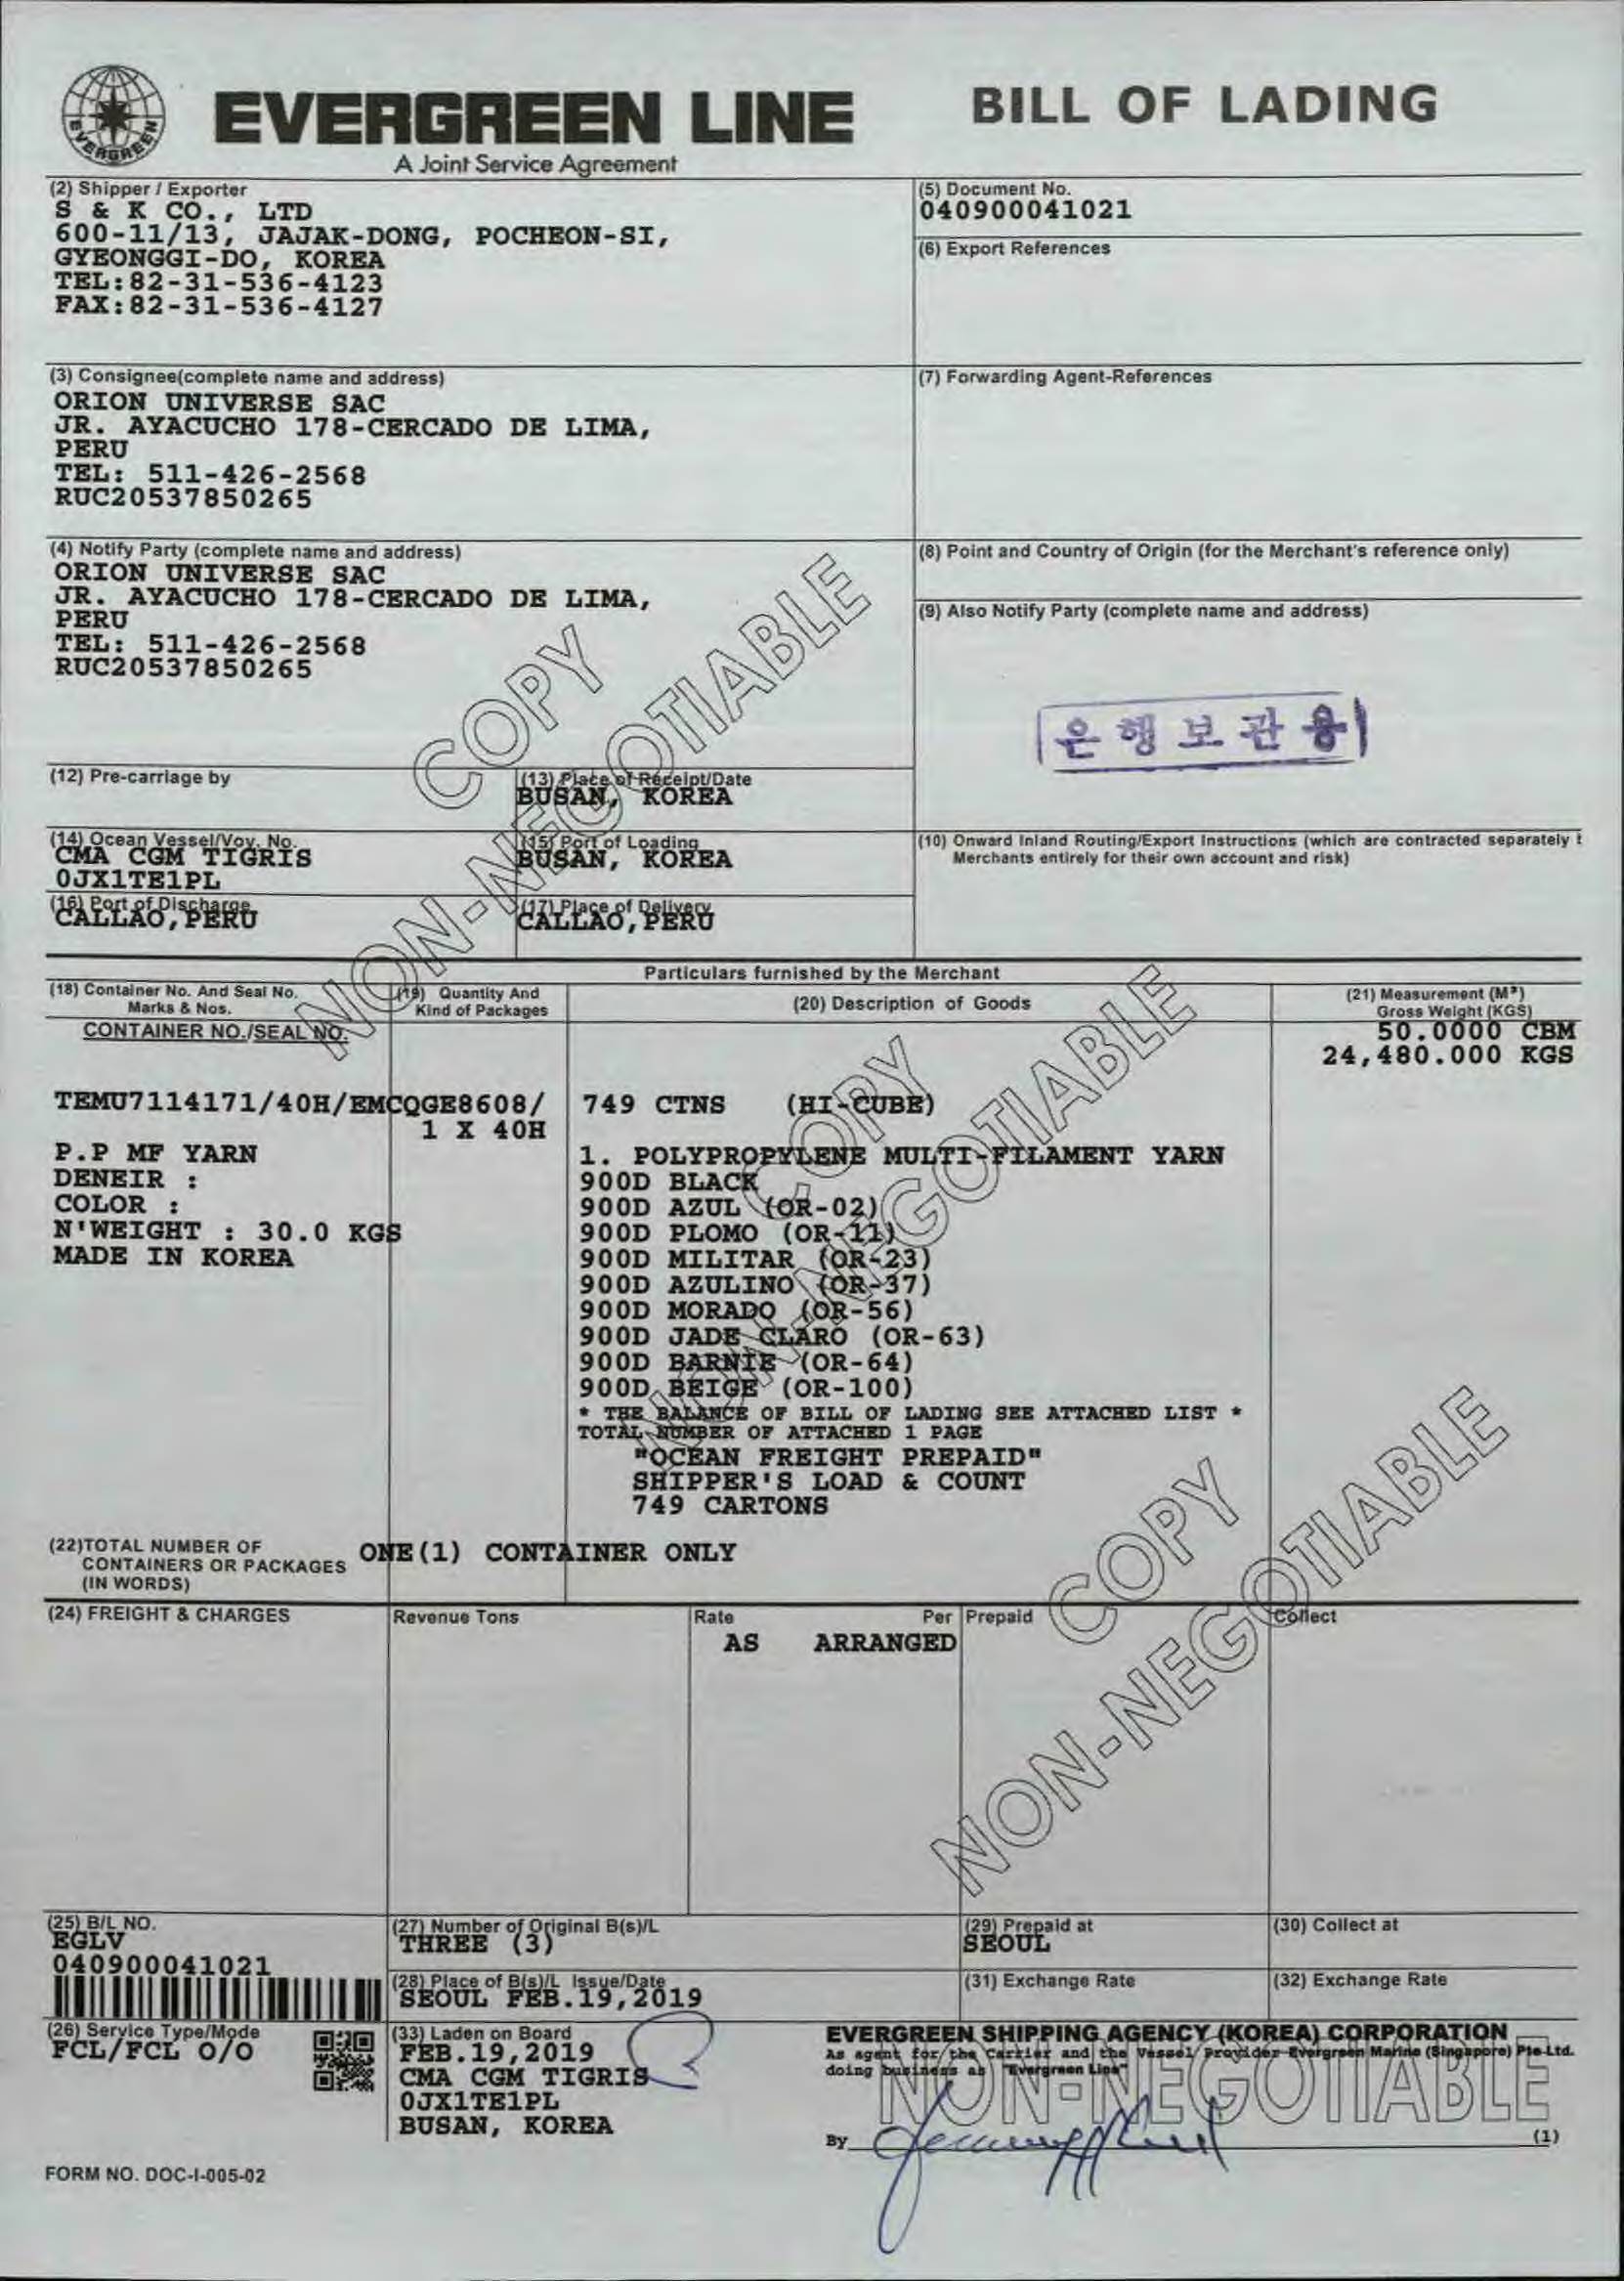 EVERGREEN
EVERGREEN LINE
A Joint Service Agreement
BILL OF LADING
(2) Shipper / Exporter
S & K CO., LTD
600-11/13, JAJAK-DONG, POCHEON-SI,
GYEONGGI-DO, KOREA
TEL:82-31-536-4123
FAX:82-31-536-4127
(5) Document No.
040900041021
(6) Export References
(3) Consignee(complete name and address)
ORION UNIVERSE SAC
JR. AYACUCHO 178-CERCADO DE LIMA,
PERU
TEL: 511-426-2568
RUC20537850265
(7) Forwarding Agent-References
(4) Notify Party (complete name and address)
ORION UNIVERSE SAC
JR. AYACUCHO 178-CERCADO DE LIMA,
PERU
TEL: 511-426-2568
RUC20537850265
(8) Point and Country of Origin (for the Merchant's reference only)
(9) Also Notify Party (complete name and address)
은행보관용
COPY
NON-NEGOTIABLE
(12) Pre-carriage by
(13) Place of Receipt/Date
BUSAN, KOREA
(14) Ocean Vessel/Voy. No.
CMA CGM TIGRIS
0JX1TE1PL
(15) Port of Loading
BUSAN, KOREA
(10) Onward Inland Routing/Export Instructions (which are contracted separately
Merchants entirely for their own account and risk)
(16) Port of Discharge
CALLAO, PERU
(17) Place of Delivery
CALLAO, PERU
Particulars furnished by the Merchant
(18) Container No. And Seal No.
Marks & Nos.
(19) Quantity And
Kind of Packages
(20) Description of Goods
(21) Measurement (M³)
Gross Weight (KGS)
CONTAINER NO./SEAL NO.
50.0000 CBM
24,480.000 KGS
TEMU7114171/40H/EMCQGE8608/
1 X 40H
749 CTNS (HI-CUBE)
P.P MF YARN
DENEIR :
COLOR :
N'WEIGHT : 30.0 KGS
MADE IN KOREA
1. POLYPROPYLENE MULTI-FILAMENT YARN
900D BLACK
900D AZUL (OR-02)
900D PLOMO (OR-11)
900D MILITAR (OR-23)
900D AZULINO (OR-37)
900D MORADO (OR-56)
900D JADE CLARO (OR-63)
900D BARNIE (OR-64)
900D BEIGE (OR-100)
* THE BALANCE OF BILL OF LADING SEE ATTACHED LIST *
TOTAL NUMBER OF ATTACHED 1 PAGE
"OCEAN FREIGHT PREPAID"
SHIPPER'S LOAD & COUNT
749 CARTONS
COPY
NON-NEGOTIABLE
(22)TOTAL NUMBER OF
CONTAINERS OR PACKAGES
(IN WORDS)
ONE(1) CONTAINER ONLY
(24) FREIGHT & CHARGES
Revenue Tons
Rate
Per
Prepaid
Collect
AS ARRANGED
COPY
NON-NEGOTIABLE
(25) B/L NO.
EGLV
040900041021
(27) Number of Original B(s)/L
THREE (3)
(29) Prepaid at
SEOUL
(30) Collect at
(28) Place of B(s)/L Issue/Date
SEOUL FEB.19,2019
(31) Exchange Rate
(32) Exchange Rate
(26) Service Type/Mode
FCL/FCL O/O
(33) Laden on Board
FEB.19,2019
CMA CGM TIGRIS
0JX1TE1PL
BUSAN, KOREA
EVERGREEN SHIPPING AGENCY (KOREA) CORPORATION
As agent for the Carrier and the Vessel Provider Evergreen Marine (Singapore) Pte Ltd.
doing business as "Evergreen Line"
NON-NEGOTIABLE
By
(1)
FORM NO. DOC-I-005-02